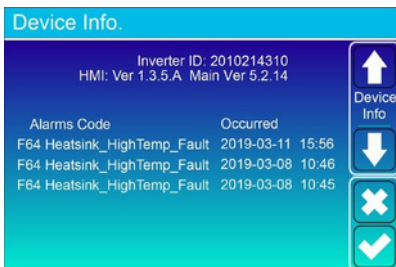 Device Info.
Inverter ID: 2010214310
HMI: Ver 1.3.5.A Main Ver 5.2.14
Alarms Code Occurred
F64 Heatsink_HighTemp_Fault 2019-03-11 15:56
F64 Heatsink_HighTemp_Fault 2019-03-08 10:46
F64 Heatsink_HighTemp_Fault 2019-03-08 10:45
Device
Info